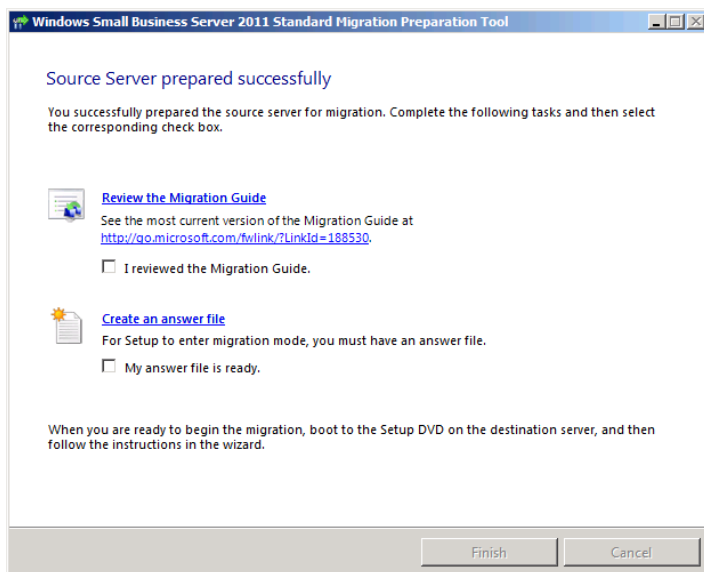 Windows Small Business Server 2011 Standard Migration Preparation Tool
Source Server prepared successfully
You successfully prepared the source server for migration. Complete the following tasks and then select
the corresponding check box.
Review the Migration Guide
See the most current version of the Migration Guide at
http://go.microsoft.com/fwlink/?LinkId=188530.
I reviewed the Migration Guide.
Create an answer file
For Setup to enter migration mode, you must have an answer file.
My answer file is ready.
When you are ready to begin the migration, boot to the Setup DVD on the destination server, and then
follow the instructions in the wizard.
Finish
Cancel